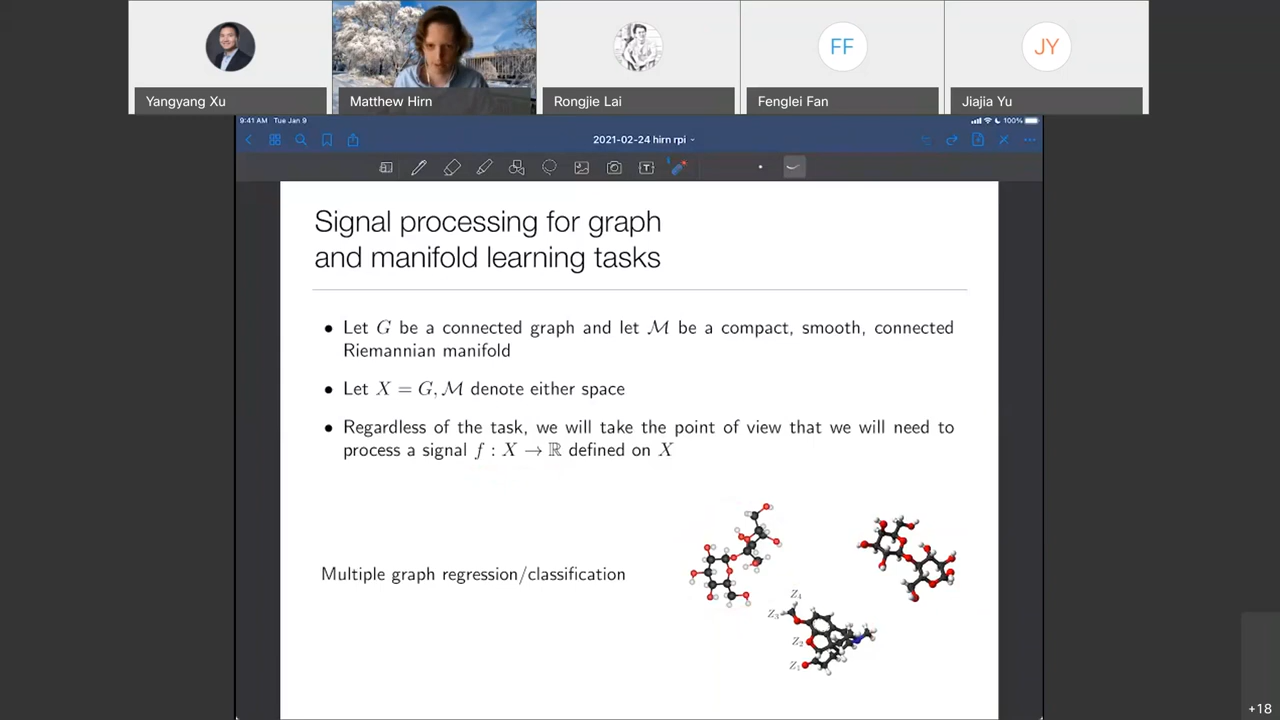 FF
JY
Yangyang Xu
Matthew Hirn
Rongjie Lai
Fenglei Fan
Jiajia Yu
9:41 AM Tue Jan 9
100%
2021-02-24 hirn rpi
T
Signal processing for graph
and manifold learning tasks
• Let G be a connected graph and let ℳ be a compact, smooth, connected
Riemannian manifold
• Let X = G, ℳ denote either space
• Regardless of the task, we will take the point of view that we will need to
process a signal f : X → ℝ defined on X
Multiple graph regression/classification
Z₄
Z₃
Z₂
Z₁
+18